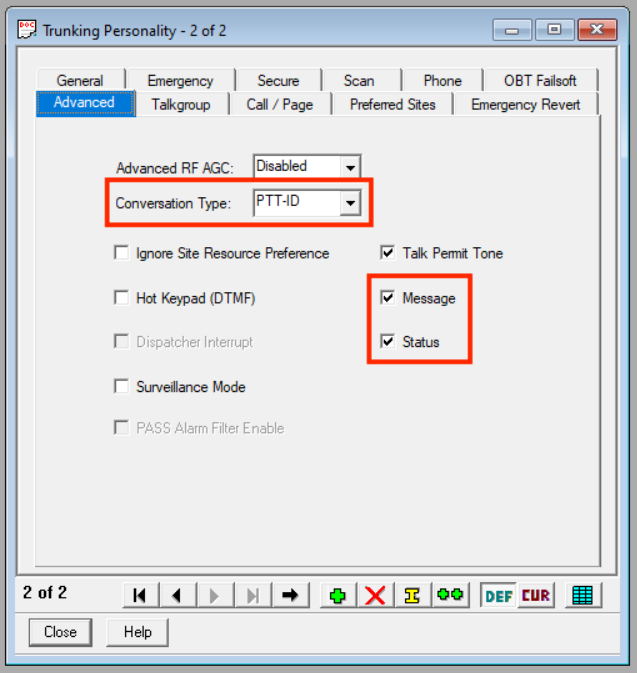 DOC
Trunking Personality - 2 of 2
General Emergency Secure Scan Phone OBT Failsoft
Advanced Talkgroup Call / Page Preferred Sites Emergency Revert
Advanced RF AGC: Disabled
Conversation Type: PTT-ID
Ignore Site Resource Preference Talk Permit Tone
Hot Keypad (DTMF) Message
Dispatcher Interrupt Status
Surveillance Mode
PASS Alarm Filter Enable
2 of 2 DEF CUR
Close Help